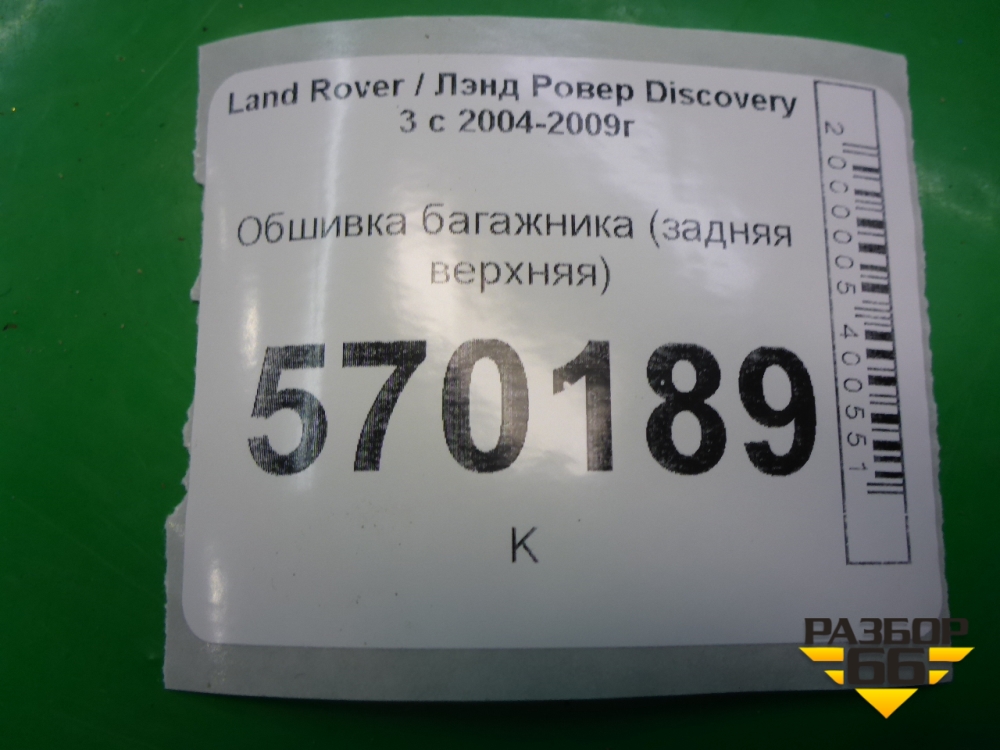 Land Rover / Лэнд Ровер Discovery
3 с 2004-2009г
Обшивка багажника (задняя
верхняя)
570189
К
2000005400551
РАЗБОР
66